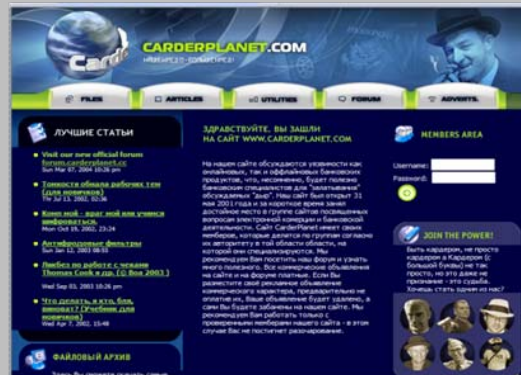 CARDERPLANET.COM
FILES
ARTICLES
UTILITIES
FORUM
ADVERTS.
ЛУЧШИЕ СТАТЬИ
Visit our new official forum
forum.carderplanet.cc
Sun Mar 07, 2004 10:26 pm
Тонкости обнала рабочих тем
(для новичков)
Thr Jul 13, 2002, 02:36
Комп мой - враг мой или учимся
шифроваться.
Mon Oct 15, 2002, 23:24
Антифродовые фильтры
Sun Jan 12, 2003 08:55
Ликбез по работе с чеками
Thomas Cook и др. (© Boa 2003 )
Wed Sep 03, 2003 10:26 pm
Что делать, и кто, бля,
виноват? (Учебник для
новичков)
Wed Apr 7, 2002, 15:48
ФАЙЛОВЫЙ АРХИВ
ЗДРАВСТВУЙТЕ, ВЫ ЗАШЛИ
НА САЙТ WWW.CARDERPLANET.COM
На нашем сайте обсуждаются уязвимости как
онлайновых, так и оффлайновых банковских
продуктов, что, несомненно, будет полезно
банковским специалистов для "залатывания"
обсуждаемых "дыр". Наш сайт был открыт 31
мая 2001 года и за короткое время занял
достойное место в группе сайтов посвященных
вопросам электронной комерции и банковской
деятельности. Сайт CarderPlanet имеет своих
мемберов, которые делятся по группам согласно
их авторитету в той области области, на
которой они специализируются. Мы
рекомендуем Вам посетить наш форум и узнать
много полезного. Все коммерческие объявления
на сайте и на форуме платные. Если Вы
разместите своё рекламное объявление
коммерческого характера, предварительно не
оплатив их, Ваше объявление будет удалено, а
сами Вы будете забанены на нашем сайте. Мы
рекомендуем Вам работать только с
проверенными мемберами нашего сайта - в этом
случае Вас не постигнет разочарование.
MEMBERS AREA
Username:
Password:
JOIN THE POWER!
Быть кардером, не просто
кардером а Кардером (с
большой буквы) не так
просто, но это даже не
признание - это судьба.
Хочешь стать одним из нас?